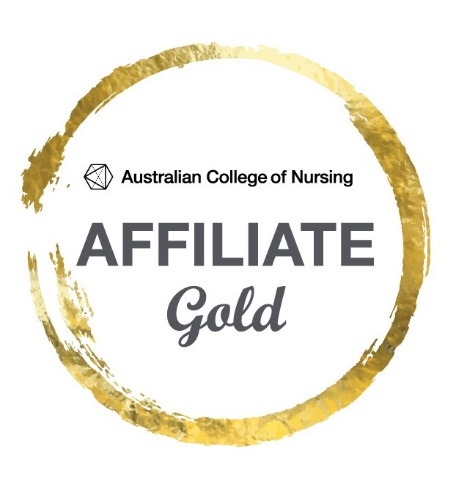 Australian College of Nursing
AFFILIATE
Gold